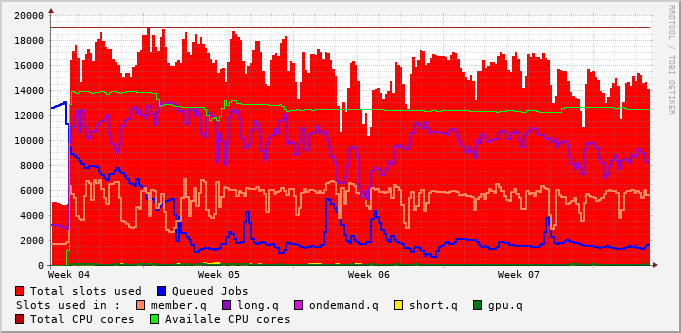 20000
18000
16000
14000
12000
10000
8000
6000
4000
2000
0
Week 04 Week 05 Week 06 Week 07
RRDTOOL / TOBI OETIKER
Total slots used Queued Jobs
Slots used in : member.q long.q ondemand.q short.q gpu.q
Total CPU cores Availale CPU cores